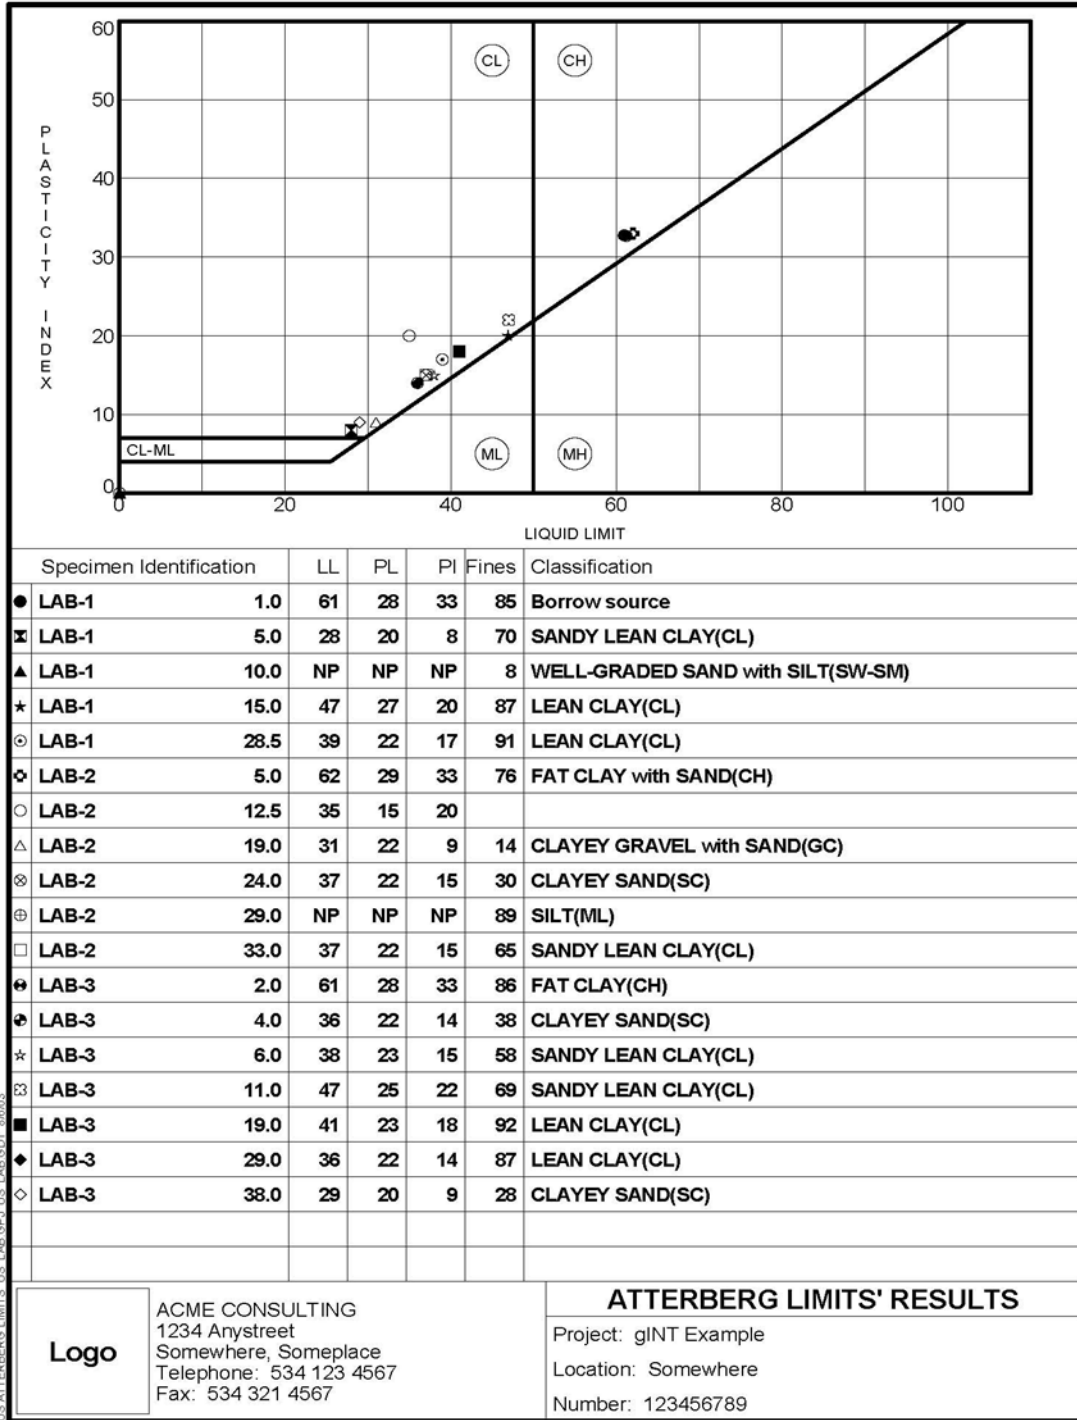 60
CL
CH
50
PLASTICITY INDEX
40
30
20
10
CL-ML
ML
MH
0
0 20 40 60 80 100
LIQUID LIMIT
Specimen Identification LL PL PI Fines Classification
LAB-1 1.0 61 28 33 85 Borrow source
LAB-1 5.0 28 20 8 70 SANDY LEAN CLAY(CL)
LAB-1 10.0 NP NP NP 8 WELL-GRADED SAND with SILT(SW-SM)
LAB-1 15.0 47 27 20 87 LEAN CLAY(CL)
LAB-1 28.5 39 22 17 91 LEAN CLAY(CL)
LAB-2 5.0 62 29 33 76 FAT CLAY with SAND(CH)
LAB-2 12.5 35 15 20
LAB-2 19.0 31 22 9 14 CLAYEY GRAVEL with SAND(GC)
LAB-2 24.0 37 22 15 30 CLAYEY SAND(SC)
LAB-2 29.0 NP NP NP 89 SILT(ML)
LAB-2 33.0 37 22 15 65 SANDY LEAN CLAY(CL)
LAB-3 2.0 61 28 33 86 FAT CLAY(CH)
LAB-3 4.0 36 22 14 38 CLAYEY SAND(SC)
LAB-3 6.0 38 23 15 58 SANDY LEAN CLAY(CL)
LAB-3 11.0 47 25 22 69 SANDY LEAN CLAY(CL)
LAB-3 19.0 41 23 18 92 LEAN CLAY(CL)
LAB-3 29.0 36 22 14 87 LEAN CLAY(CL)
LAB-3 38.0 29 20 9 28 CLAYEY SAND(SC)
US ATTERBERG LIMITS US LAB.GPJ US LAB.GDT
Logo
ACME CONSULTING
1234 Anystreet
Somewhere, Someplace
Telephone: 534 123 4567
Fax: 534 321 4567
ATTERBERG LIMITS' RESULTS
Project: gINT Example
Location: Somewhere
Number: 123456789